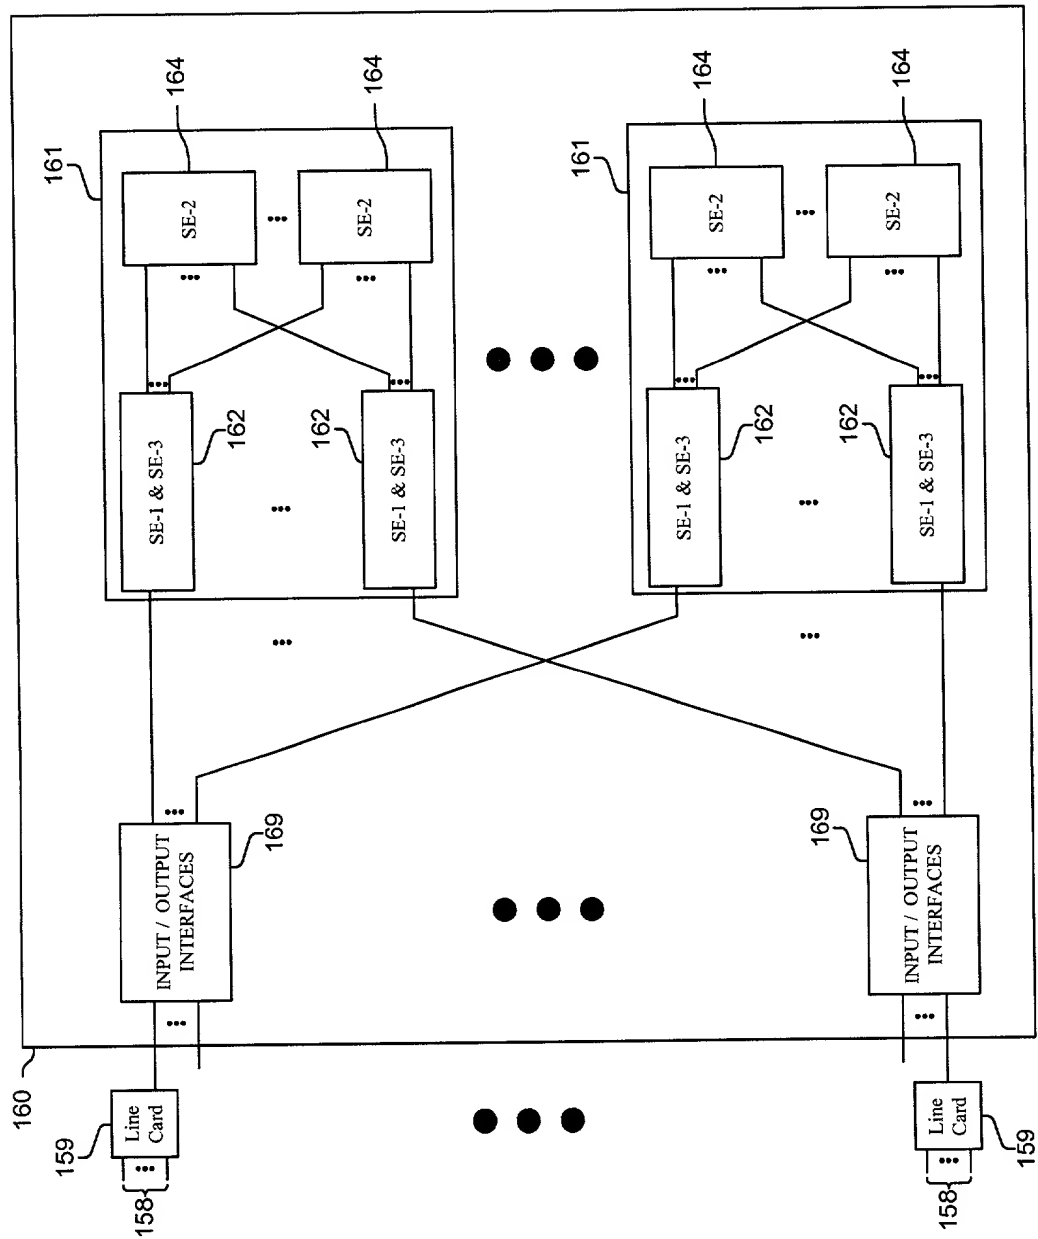 160
158
159
Line
Card
INPUT / OUTPUT
INTERFACES
169
161
SE-1 & SE-3
162
SE-2
164
SE-1 & SE-3
162
SE-2
164
161
SE-1 & SE-3
162
SE-2
164
SE-1 & SE-3
162
SE-2
164
INPUT / OUTPUT
INTERFACES
169
158
159
Line
Card